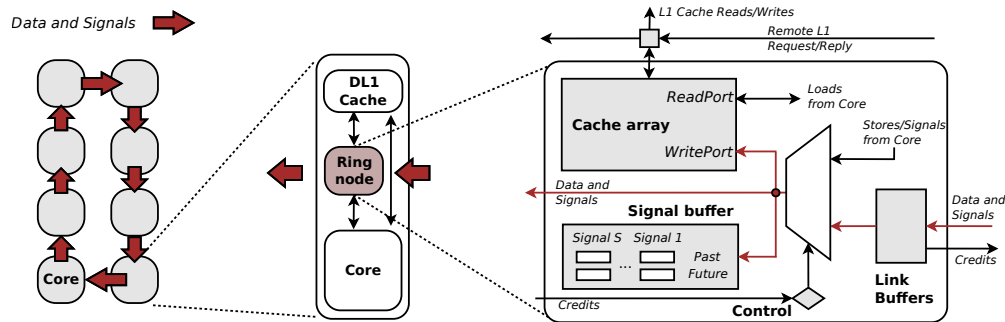 Data and Signals
Core
DL1
Cache
Ring
node
Core
L1 Cache Reads/Writes
Remote L1
Request/Reply
ReadPort
Loads
from Core
Cache array
Stores/Signals
from Core
WritePort
Data and
Signals
Signal buffer
Signal S
Signal 1
...
Past
Future
Data and
Signals
Credits
Link
Buffers
Credits
Control